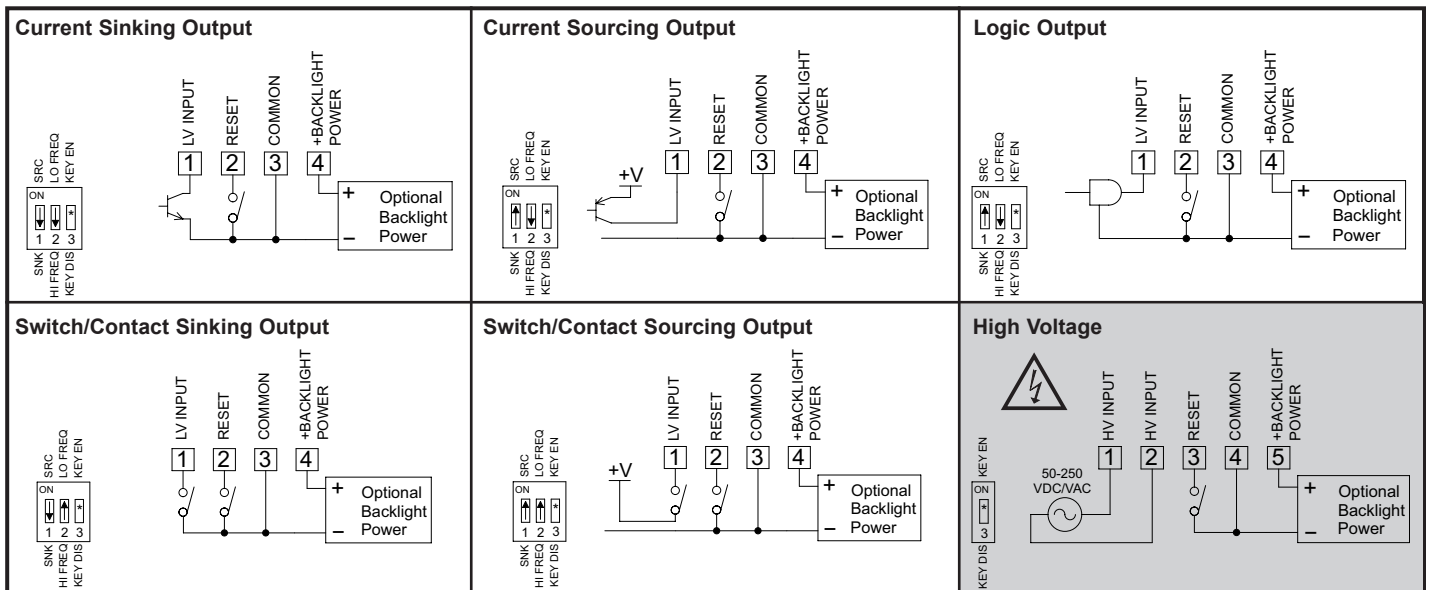 Current Sinking Output
SRC
LO FREQ
KEY EN
ON
1 2 3
*
SNK
HI FREQ
KEY DIS
LV INPUT
RESET
COMMON
+BACKLIGHT
POWER
1 2 3 4
+
Optional
Backlight
Power
–
Current Sourcing Output
SRC
LO FREQ
KEY EN
ON
*
1 2 3
SNK
HI FREQ
KEY DIS
+V
LV INPUT
RESET
COMMON
+BACKLIGHT
POWER
1 2 3 4
+
Optional
Backlight
Power
–
Logic Output
SRC
LO FREQ
KEY EN
ON
*
1 2 3
SNK
HI FREQ
KEY DIS
LV INPUT
RESET
COMMON
+BACKLIGHT
POWER
1 2 3 4
+
Optional
Backlight
Power
–
Switch/Contact Sinking Output
SRC
LO FREQ
KEY EN
ON
*
1 2 3
SNK
HI FREQ
KEY DIS
LV INPUT
RESET
COMMON
+BACKLIGHT
POWER
1 2 3 4
+
Optional
Backlight
Power
–
Switch/Contact Sourcing Output
SRC
LO FREQ
KEY EN
ON
*
1 2 3
SNK
HI FREQ
KEY DIS
+V
LV INPUT
RESET
COMMON
+BACKLIGHT
POWER
1 2 3 4
+
Optional
Backlight
Power
–
High Voltage
KEY EN
ON
*
3
KEY DIS
50-250
VDC/VAC
HV INPUT
HV INPUT
RESET
COMMON
+BACKLIGHT
POWER
1 2 3 4 5
+
Optional
Backlight
Power
–